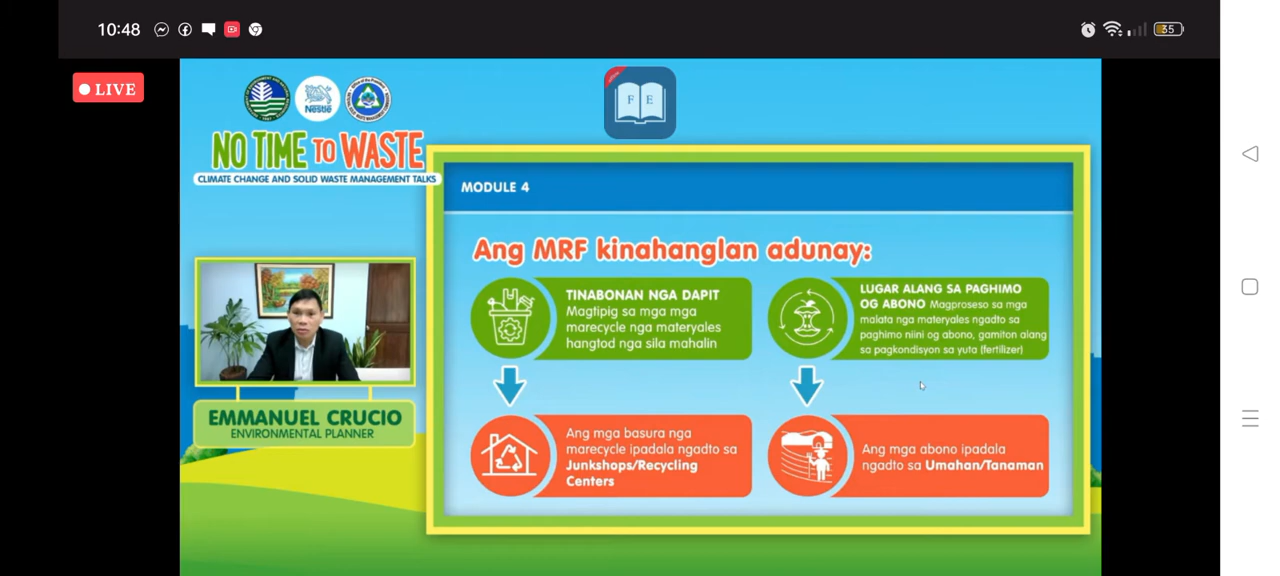 10:48
35
LIVE
Nestlé
NO TIME TO WASTE
CLIMATE CHANGE AND SOLID WASTE MANAGEMENT TALKS
offline
F E
MODULE 4
Ang MRF kinahanglan adunay:
TINABONAN NGA DAPIT
Magtipig sa mga mga
marecycle nga materyales
hangtod nga sila mahalin
LUGAR ALANG SA PAGHIMO
OG ABONO Magproseso sa mga
malata nga materyales ngadto sa
paghimo niini og abono, gamiton alang
sa pagkondisyon sa yuta (fertilizer)
Ang mga basura nga
marecycle ipadala ngadto sa
Junkshops/Recycling
Centers
Ang mga abono ipadala
ngadto sa Umahan/Tanaman
EMMANUEL CRUCIO
ENVIRONMENTAL PLANNER